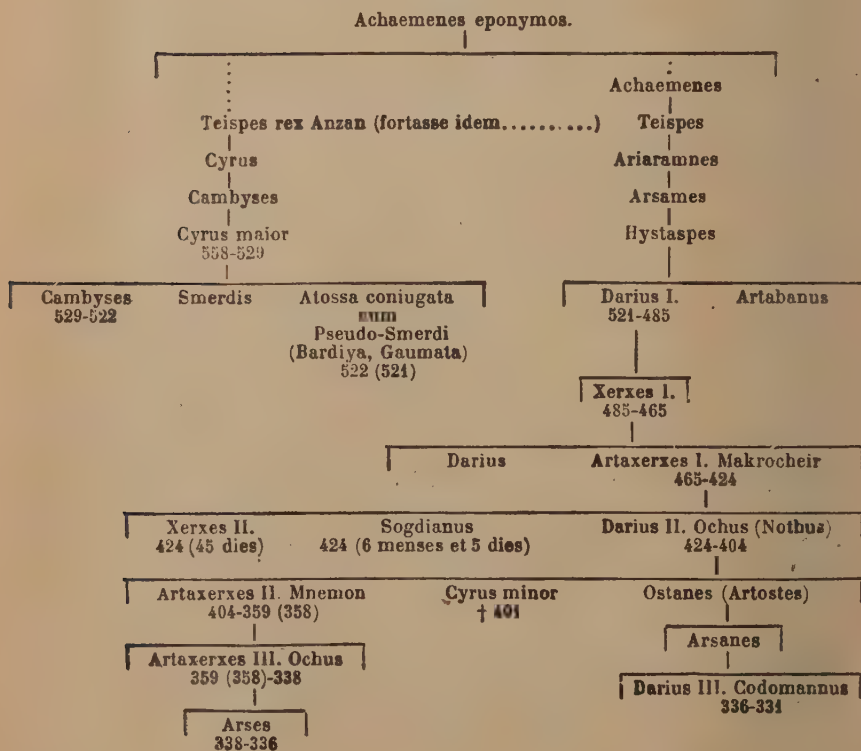 Achaemenes eponymos.
Achaemenes
Teispes rex Anzan (fortasse idem..........) Teispes
Cyrus Ariaramnes
Cambyses Arsames
Cyrus maior Hystaspes
558-529
Cambyses Smerdis Atossa coniugata Darius I. Artabanus
529-522 521-485
Pseudo-Smerdi
(Bardiya, Gaumata)
522 (521)
Xerxes I.
485-465
Darius Artaxerxes I. Makrocheir
465-424
Xerxes II. Sogdianus Darius II. Ochus (Nothus)
424 (45 dies) 424 (6 menses et 5 dies) 424-404
Artaxerxes II. Mnemon Cyrus minor Ostanes (Artostes)
404-359 (358) † 401
Arsanes
Artaxerxes III. Ochus
359 (358)-338
Darius III. Codomannus
336-331
Arses
338-336